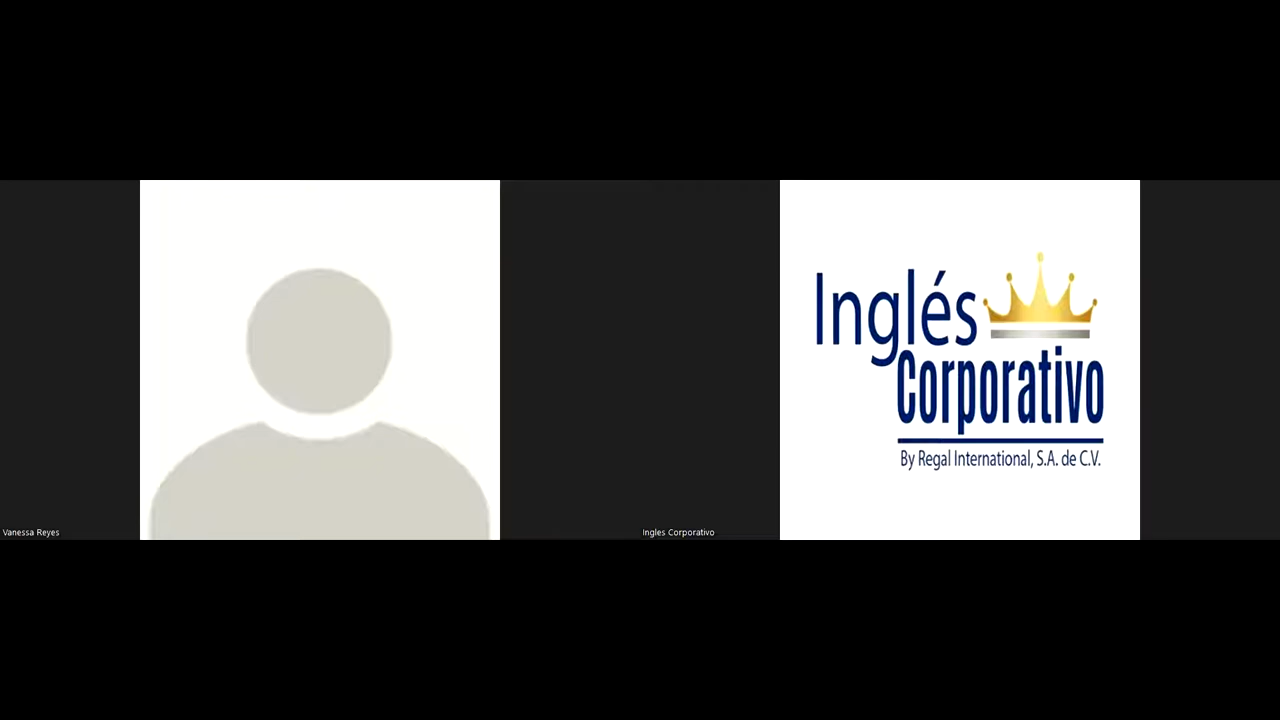 Inglés
Corporativo
By Regal International, S.A. de C.V.
Vanessa Reyes
Ingles Corporativo